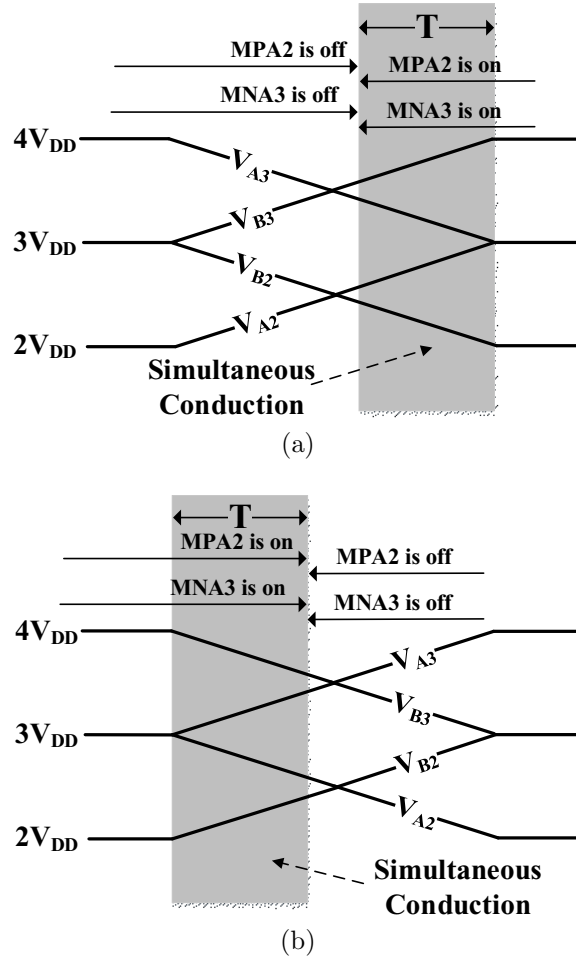 T
MPA2 is off
MPA2 is on
MNA3 is off
MNA3 is on
4VDD
VA3
VB3
3VDD
VB2
VA2
2VDD
Simultaneous
Conduction
(a)
T
MPA2 is on
MPA2 is off
MNA3 is on
MNA3 is off
4VDD
VA3
VB3
3VDD
VB2
VA2
2VDD
Simultaneous
Conduction
(b)